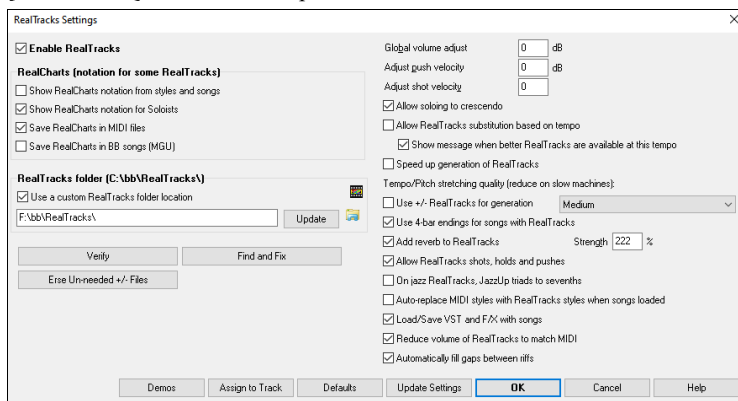 RealTracks Settings
Enable RealTracks
RealCharts (notation for some RealTracks)
Show RealCharts notation from styles and songs
Show RealCharts notation for Soloists
Save RealCharts in MIDI files
Save RealCharts in BB songs (MGU)
RealTracks folder (C:\bb\RealTracks\)
Use a custom RealTracks folder location
F:\bb\RealTracks\ Update
Verify Find and Fix
Erse Un-needed +/- Files
Global volume adjust 0 dB
Adjust push velocity 0 dB
Adjust shot velocity 0
Allow soloing to crescendo
Allow RealTracks substitution based on tempo
Show message when better RealTracks are available at this tempo
Speed up generation of RealTracks
Tempo/Pitch stretching quality (reduce on slow machines):
Use +/- RealTracks for generation Medium
Use 4-bar endings for songs with RealTracks
Add reverb to RealTracks Strength 222 %
Allow RealTracks shots, holds and pushes
On jazz RealTracks, JazzUp triads to sevenths
Auto-replace MIDI styles with RealTracks styles when songs loaded
Load/Save VST and F/X with songs
Reduce volume of RealTracks to match MIDI
Automatically fill gaps between riffs
Demos Assign to Track Defaults Update Settings OK Cancel Help